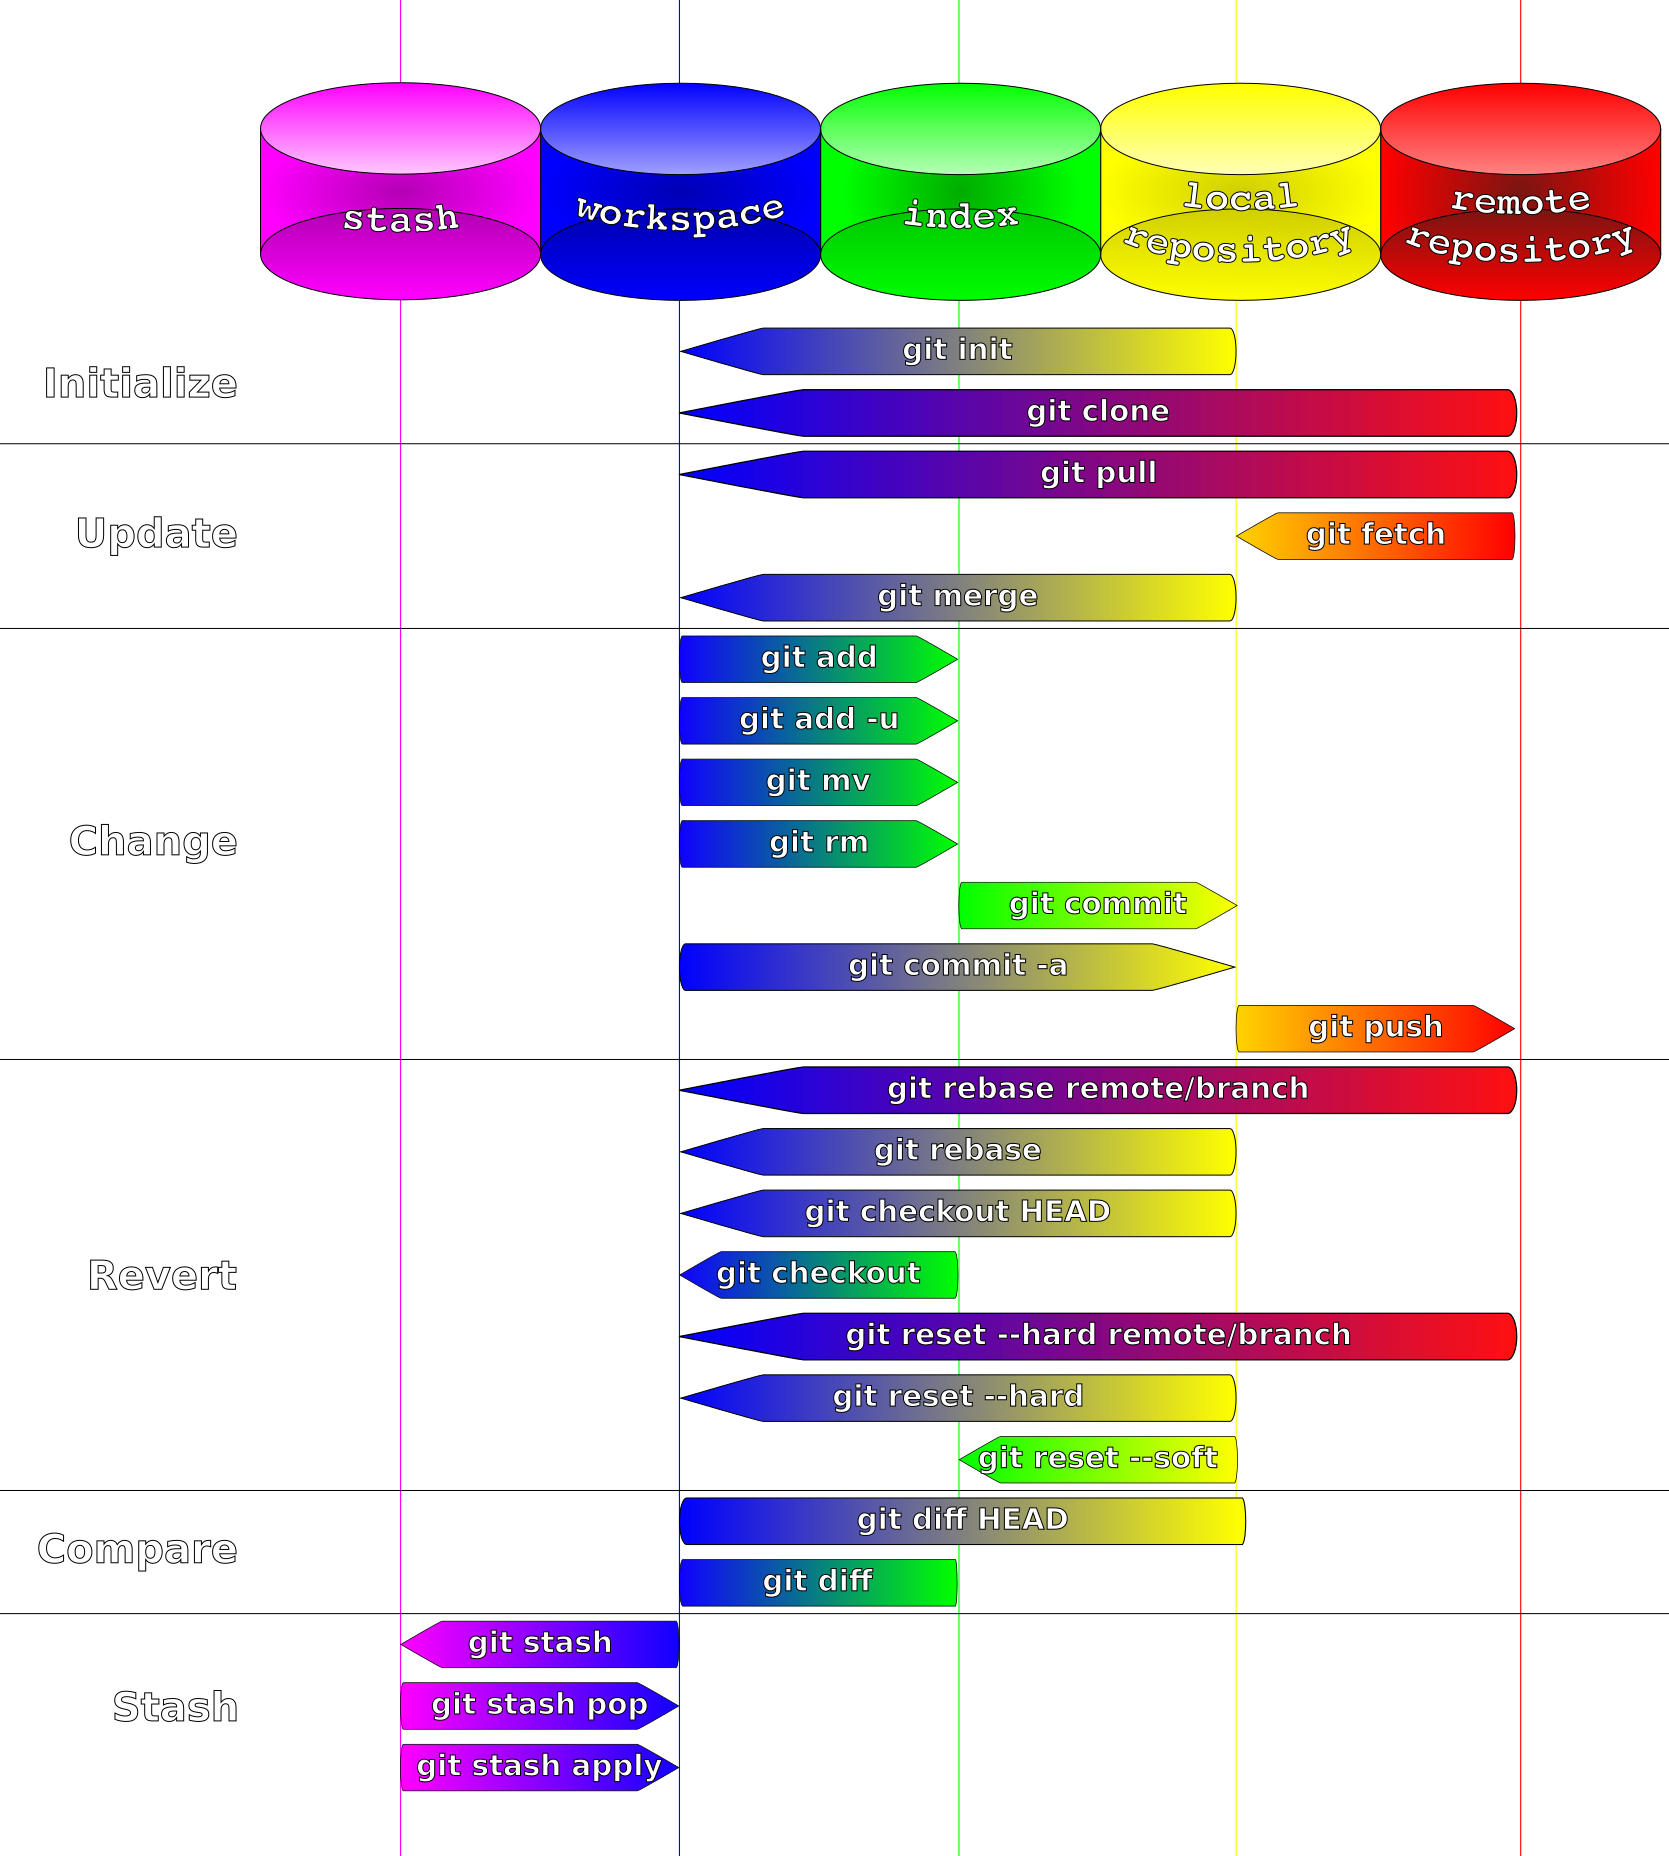 stash
workspace
index
local
repository
remote
repository
Initialize
git init
git clone
Update
git pull
git fetch
git merge
Change
git add
git add -u
git mv
git rm
git commit
git commit -a
git push
Revert
git rebase remote/branch
git rebase
git checkout HEAD
git checkout
git reset --hard remote/branch
git reset --hard
git reset --soft
Compare
git diff HEAD
git diff
Stash
git stash
git stash pop
git stash apply